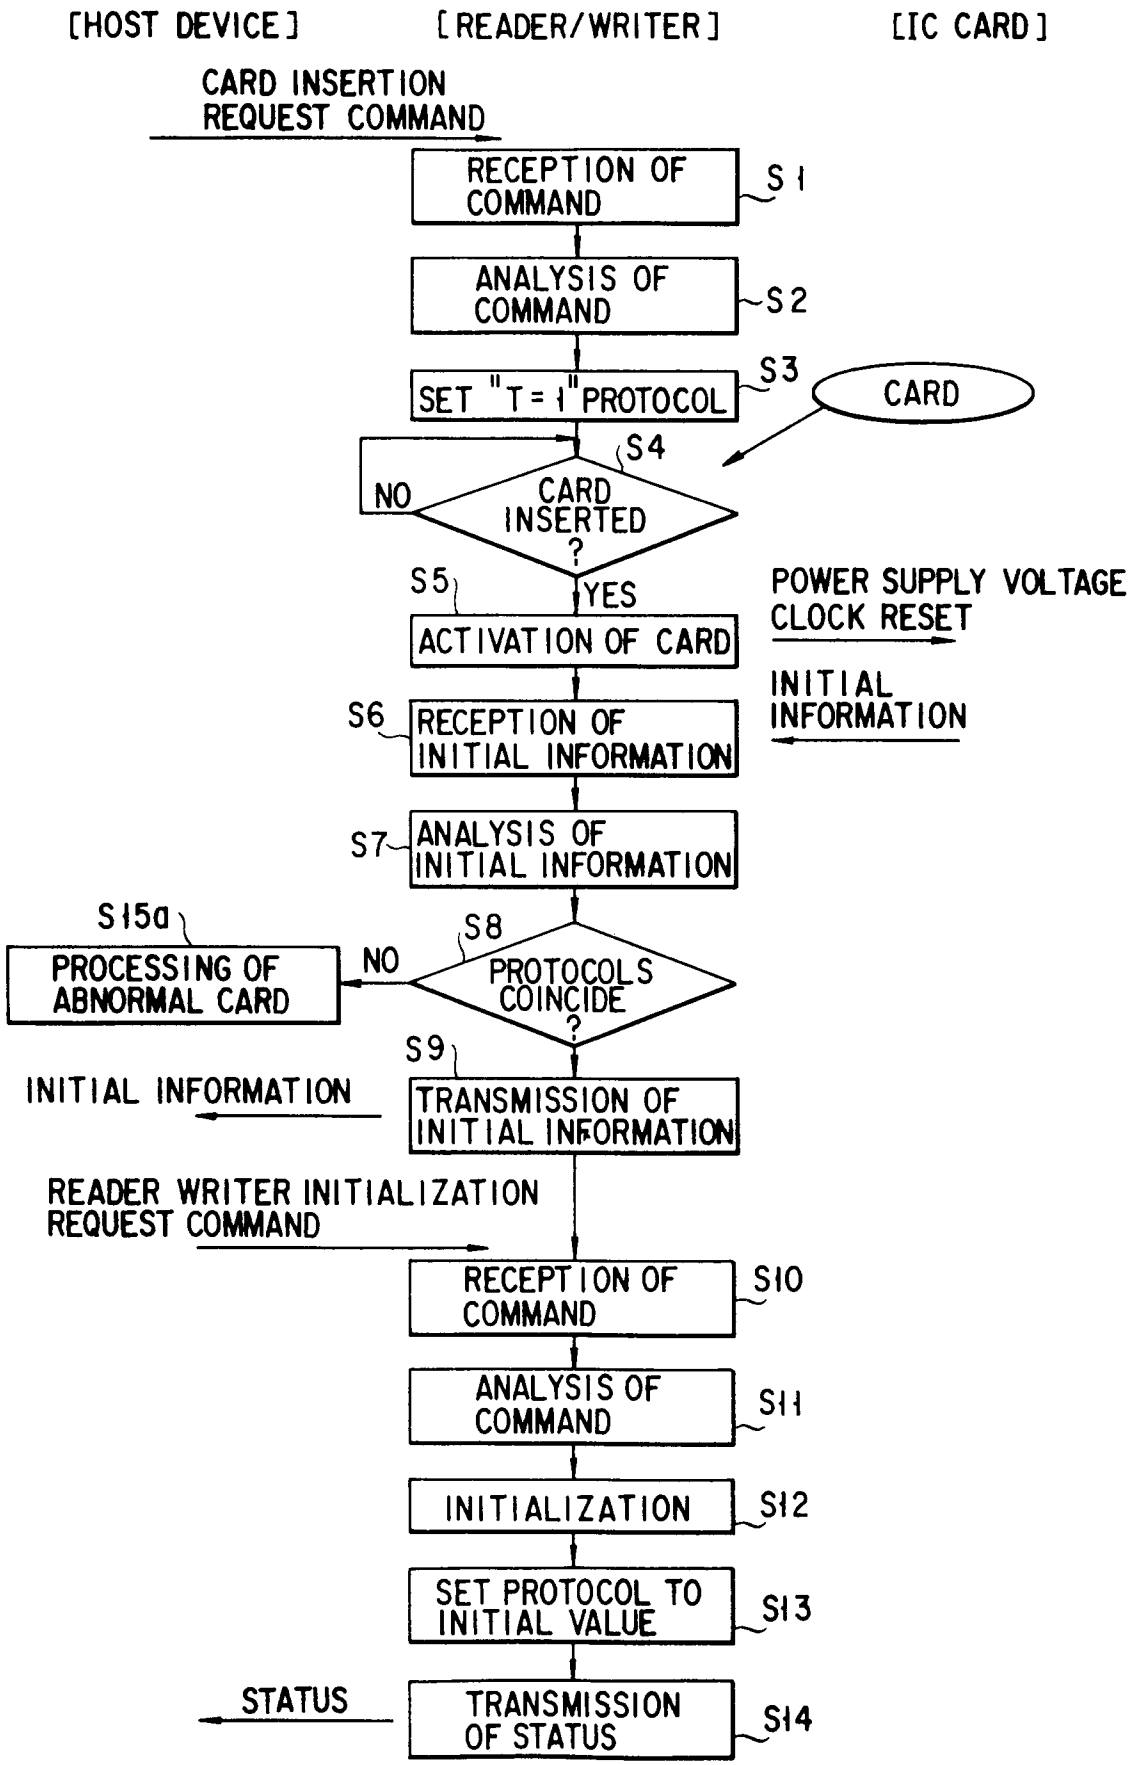 [HOST DEVICE] [READER/WRITER] [IC CARD]
CARD INSERTION
REQUEST COMMAND
RECEPTION OF
COMMAND
S1
ANALYSIS OF
COMMAND
S2
SET "T=1" PROTOCOL
S3
CARD
S4
CARD
INSERTED
?
NO
YES
S5
ACTIVATION OF CARD
POWER SUPPLY VOLTAGE
CLOCK RESET
INITIAL
INFORMATION
S6
RECEPTION OF
INITIAL INFORMATION
S7
ANALYSIS OF
INITIAL INFORMATION
S8
PROTOCOLS
COINCIDE
?
NO
S15a
PROCESSING OF
ABNORMAL CARD
S9
TRANSMISSION OF
INITIAL INFORMATION
INITIAL INFORMATION
READER WRITER INITIALIZATION
REQUEST COMMAND
RECEPTION OF
COMMAND
S10
ANALYSIS OF
COMMAND
S11
INITIALIZATION
S12
SET PROTOCOL TO
INITIAL VALUE
S13
STATUS
TRANSMISSION
OF STATUS
S14